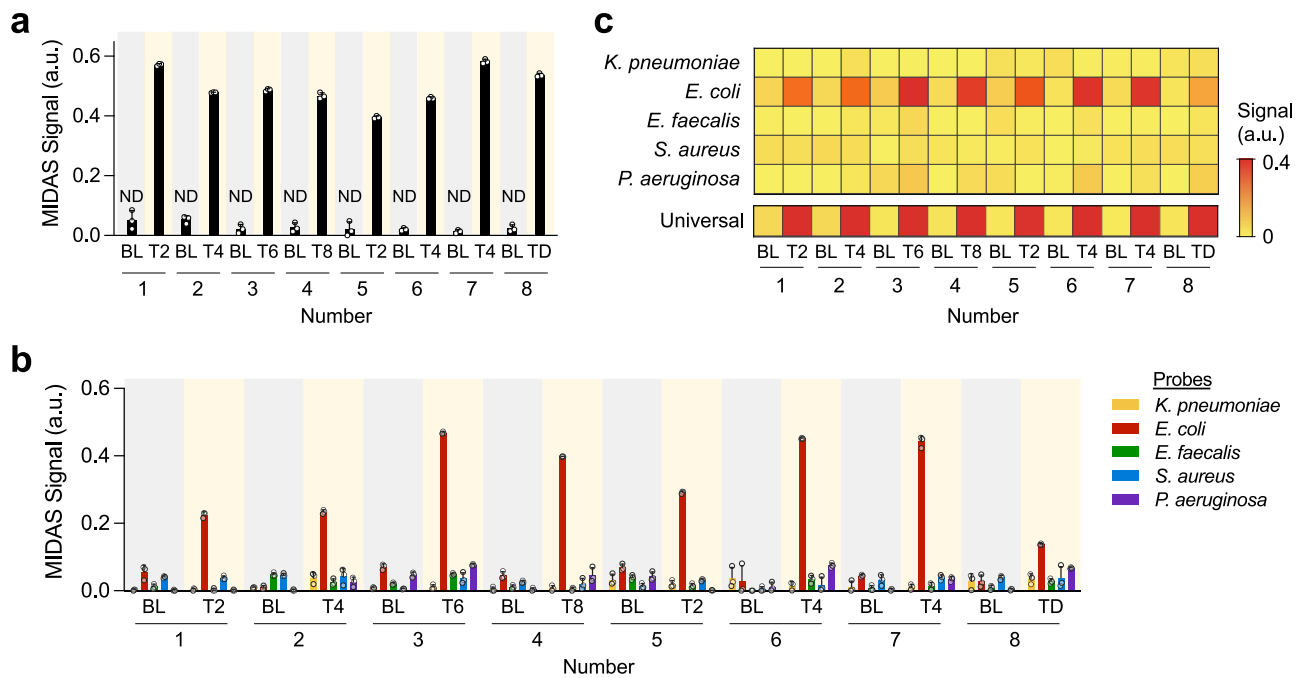 a
MIDAS Signal (a.u.)
0.6
0.4
0.2
0.0
ND ND ND ND ND ND ND ND
BL T2 BL T4 BL T6 BL T8 BL T2 BL T4 BL T4 BL TD
1 2 3 4 5 6 7 8
Number
c
K. pneumoniae
E. coli
E. faecalis
S. aureus
P. aeruginosa
Universal
BL T2 BL T4 BL T6 BL T8 BL T2 BL T4 BL T4 BL TD
1 2 3 4 5 6 7 8
Number
Signal
(a.u.)
0.4
0
b
MIDAS Signal (a.u.)
0.6
0.4
0.2
0.0
BL T2 BL T4 BL T6 BL T8 BL T2 BL T4 BL T4 BL TD
1 2 3 4 5 6 7 8
Number
Probes
K. pneumoniae
E. coli
E. faecalis
S. aureus
P. aeruginosa